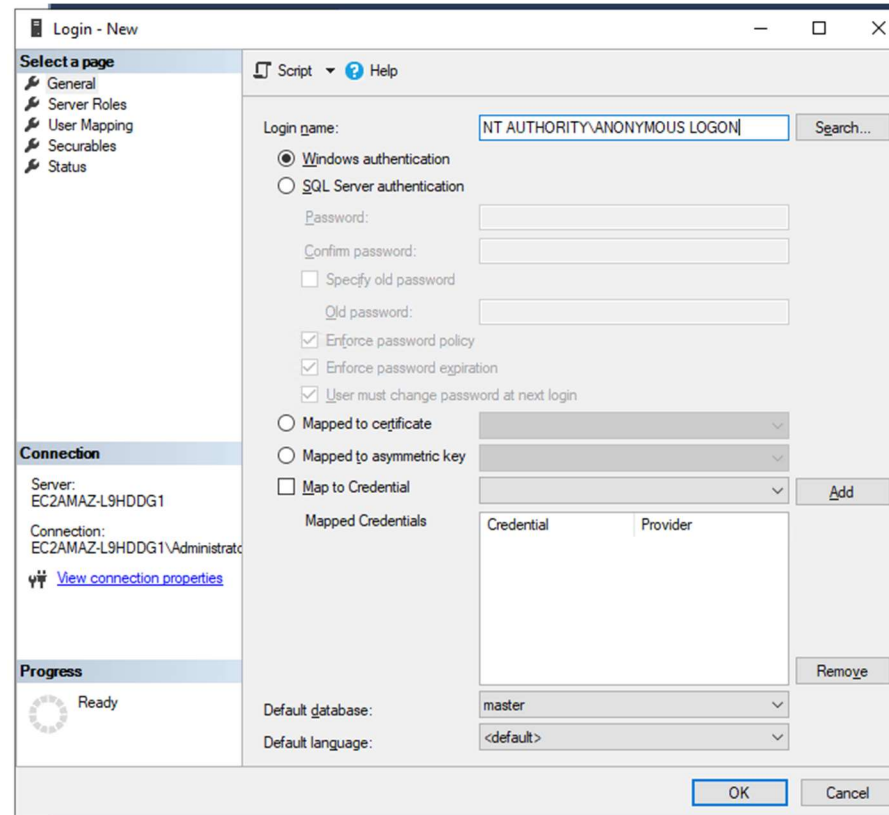 Login - New
Select a page
General
Server Roles
User Mapping
Securables
Status
Connection
Server:
EC2AMAZ-L9HDDG1
Connection:
EC2AMAZ-L9HDDG1\Administrato
View connection properties
Progress
Ready
Script Help
Login name: NT AUTHORITY\ANONYMOUS LOGON Search...
Windows authentication
SQL Server authentication
Password:
Confirm password:
Specify old password
Old password:
Enforce password policy
Enforce password expiration
User must change password at next login
Mapped to certificate
Mapped to asymmetric key
Map to Credential Add
Mapped Credentials Credential Provider
Remove
Default database: master
Default language: <default>
OK Cancel